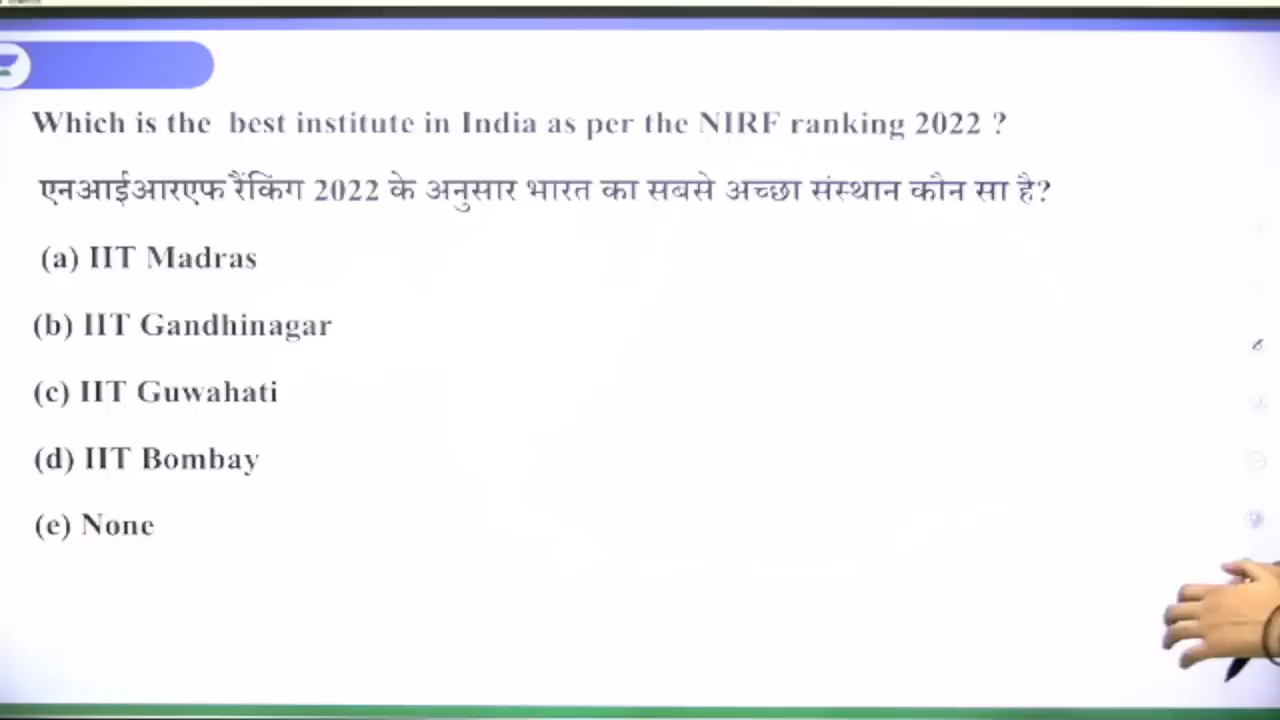 Which is the best institute in India as per the NIRF ranking 2022 ?
एनआईआरएफ रैंकिंग 2022 के अनुसार भारत का सबसे अच्छा संस्थान कौन सा है?
(a) IIT Madras
(b) IIT Gandhinagar
(c) IIT Guwahati
(d) IIT Bombay
(e) None